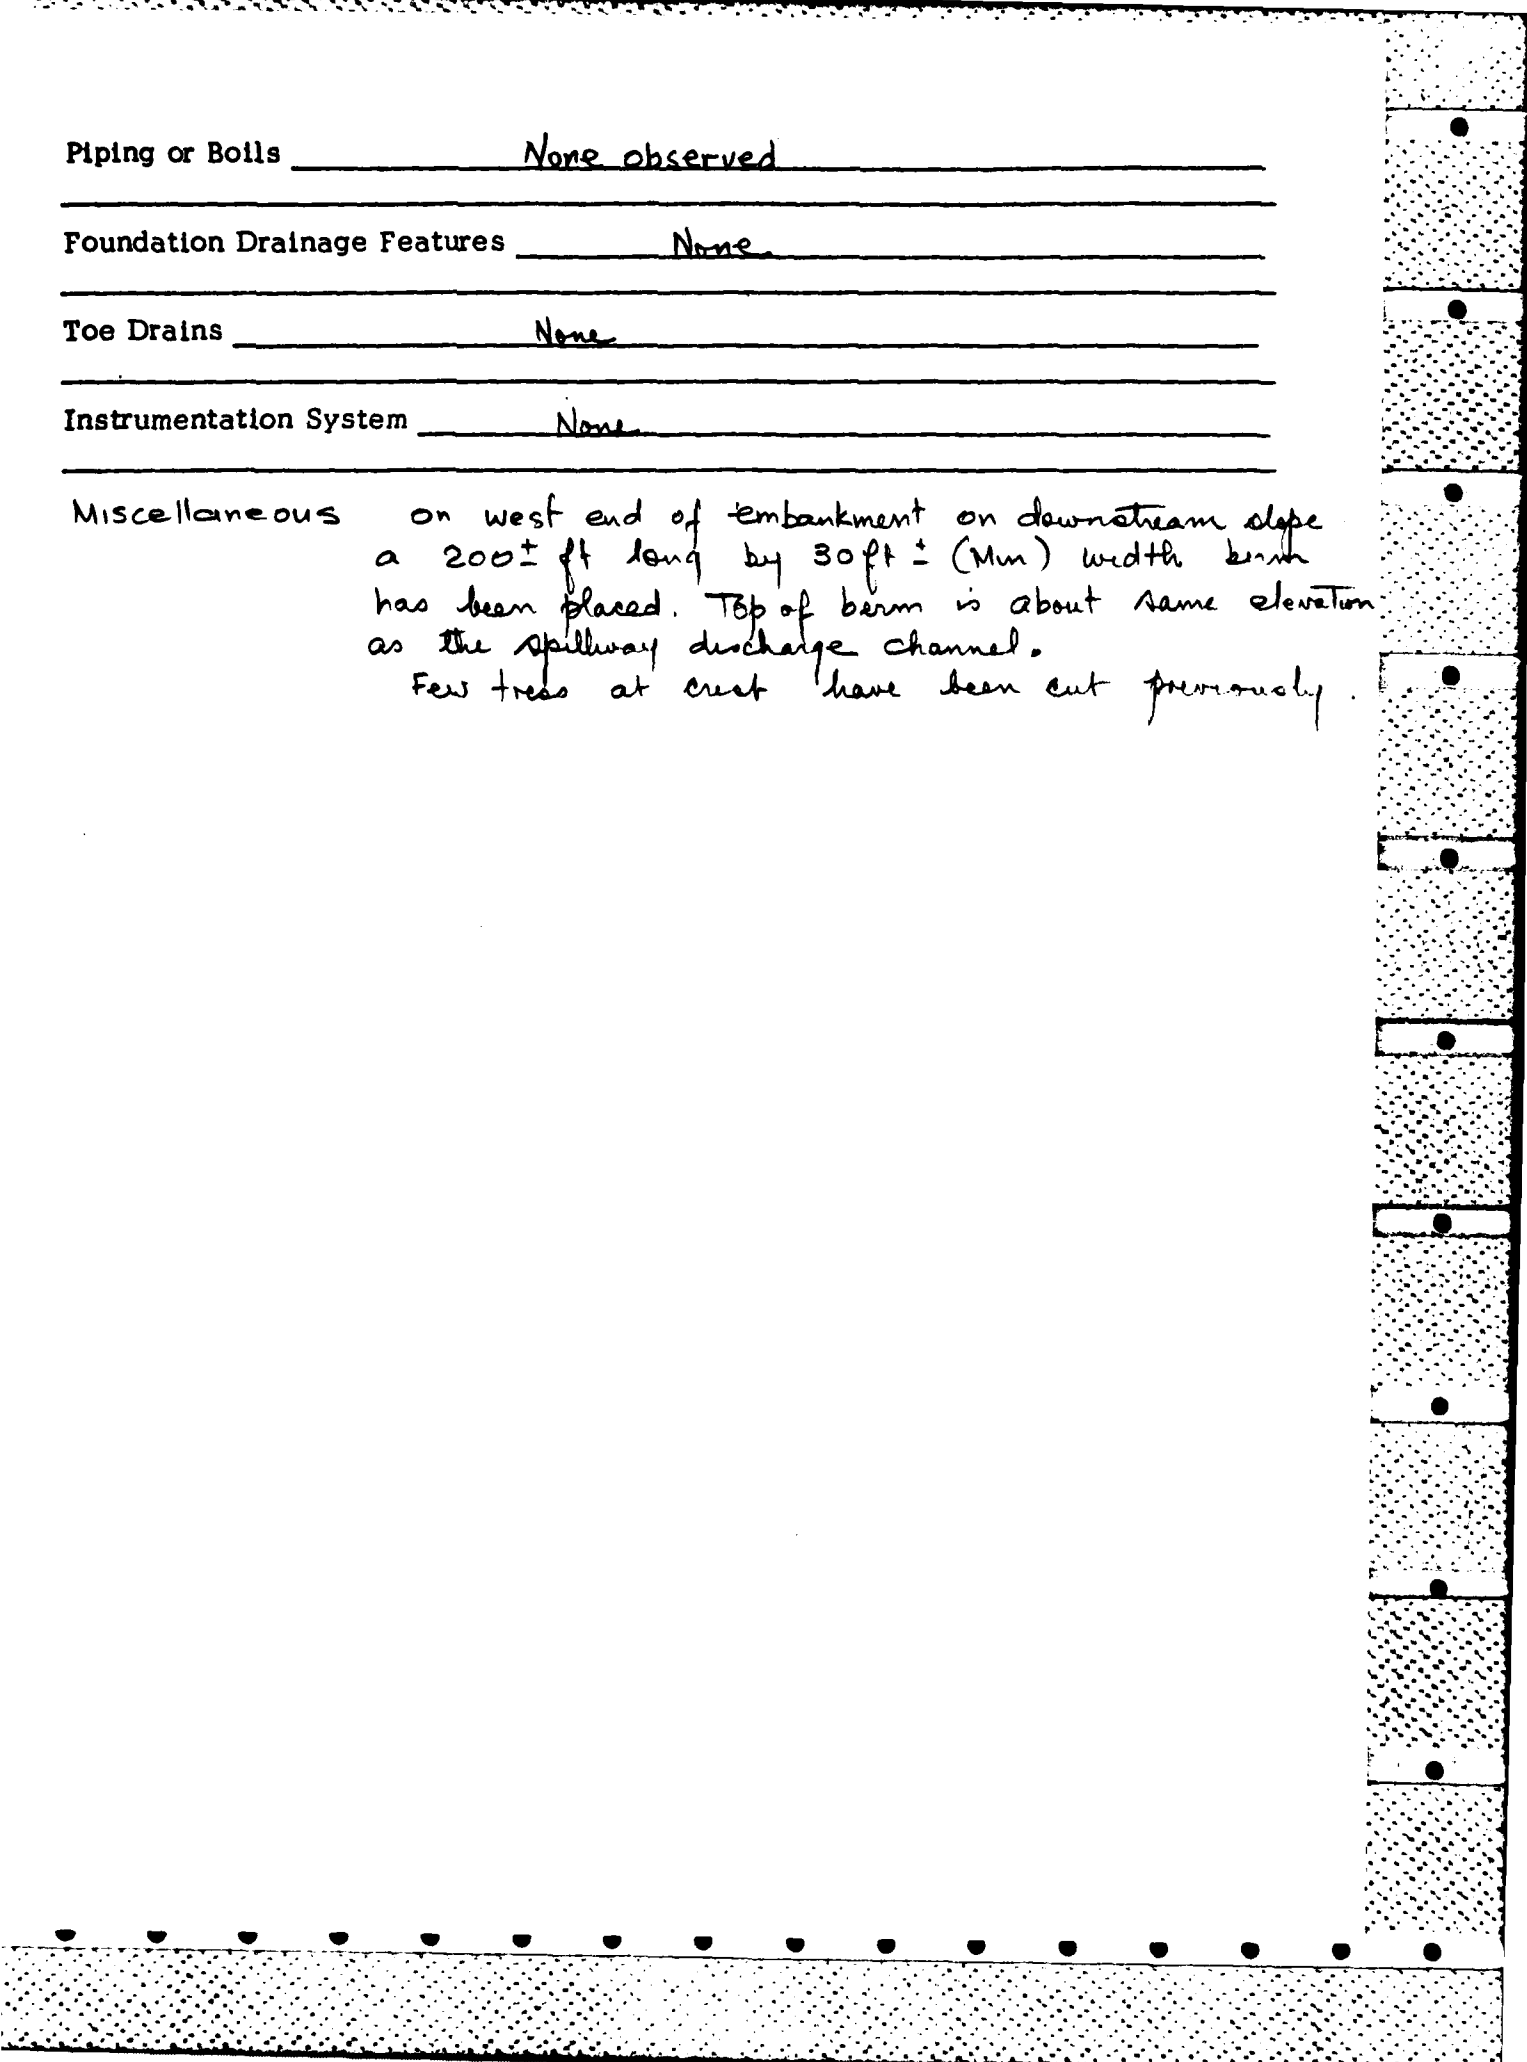 Piping or Boils None observed
Foundation Drainage Features None
Toe Drains None
Instrumentation System None
Miscellaneous on west end of embankment on downstream slope
a 200± ft long by 30 ft ± (Min) width berm
has been placed. Top of berm is about same elevation
as the spillway discharge channel.
Few trees at crest have been cut previously.